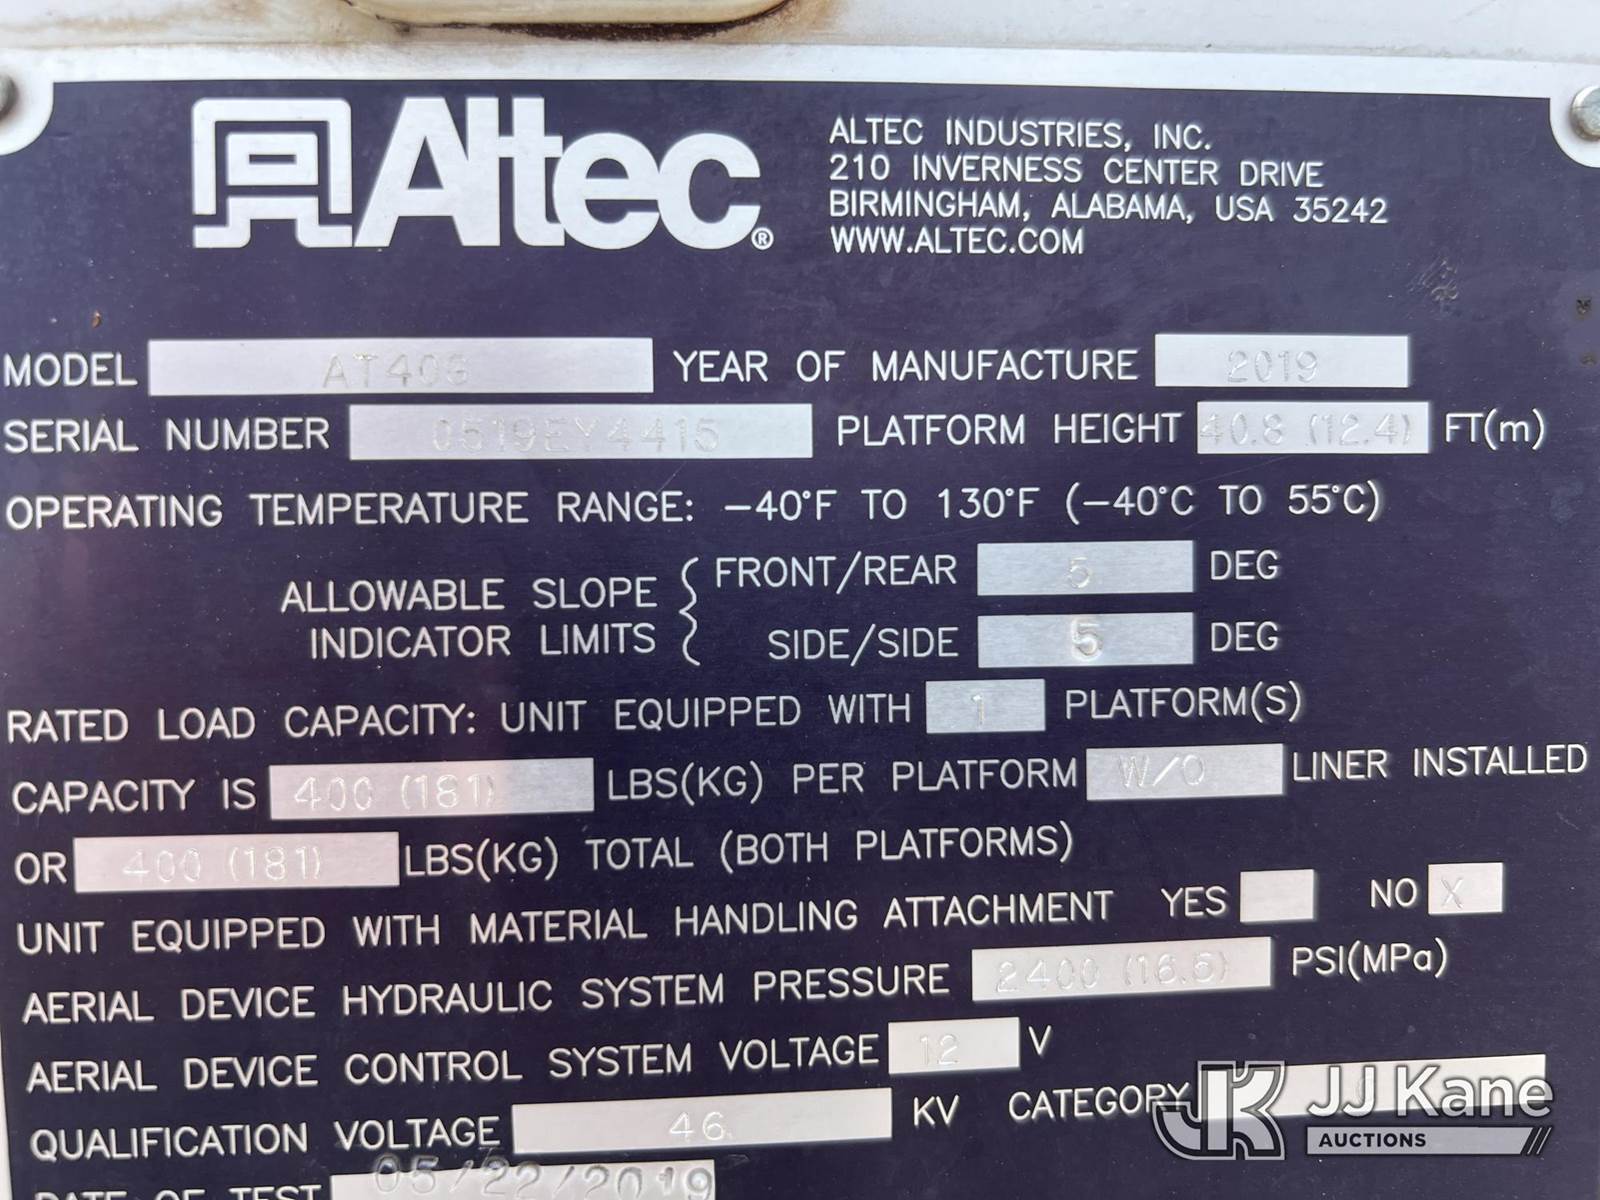 Altec®
ALTEC INDUSTRIES, INC.
210 INVERNESS CENTER DRIVE
BIRMINGHAM, ALABAMA, USA 35242
WWW.ALTEC.COM
MODEL AT40G YEAR OF MANUFACTURE 2019
SERIAL NUMBER 0519EY4415 PLATFORM HEIGHT 40.8 (12.4) FT(m)
OPERATING TEMPERATURE RANGE: -40°F TO 130°F (-40°C TO 55°C)
ALLOWABLE SLOPE INDICATOR LIMITS { FRONT/REAR 5 DEG
SIDE/SIDE 5 DEG
RATED LOAD CAPACITY: UNIT EQUIPPED WITH 1 PLATFORM(S)
CAPACITY IS 400 (181) LBS(KG) PER PLATFORM W/O LINER INSTALLED
OR 400 (181) LBS(KG) TOTAL (BOTH PLATFORMS)
UNIT EQUIPPED WITH MATERIAL HANDLING ATTACHMENT YES NO X
AERIAL DEVICE HYDRAULIC SYSTEM PRESSURE 2400 (16.5) PSI(MPa)
AERIAL DEVICE CONTROL SYSTEM VOLTAGE 12 V
QUALIFICATION VOLTAGE 46 KV CATEGORY
DATE OF TEST 05/22/2019
JK JJ Kane
AUCTIONS